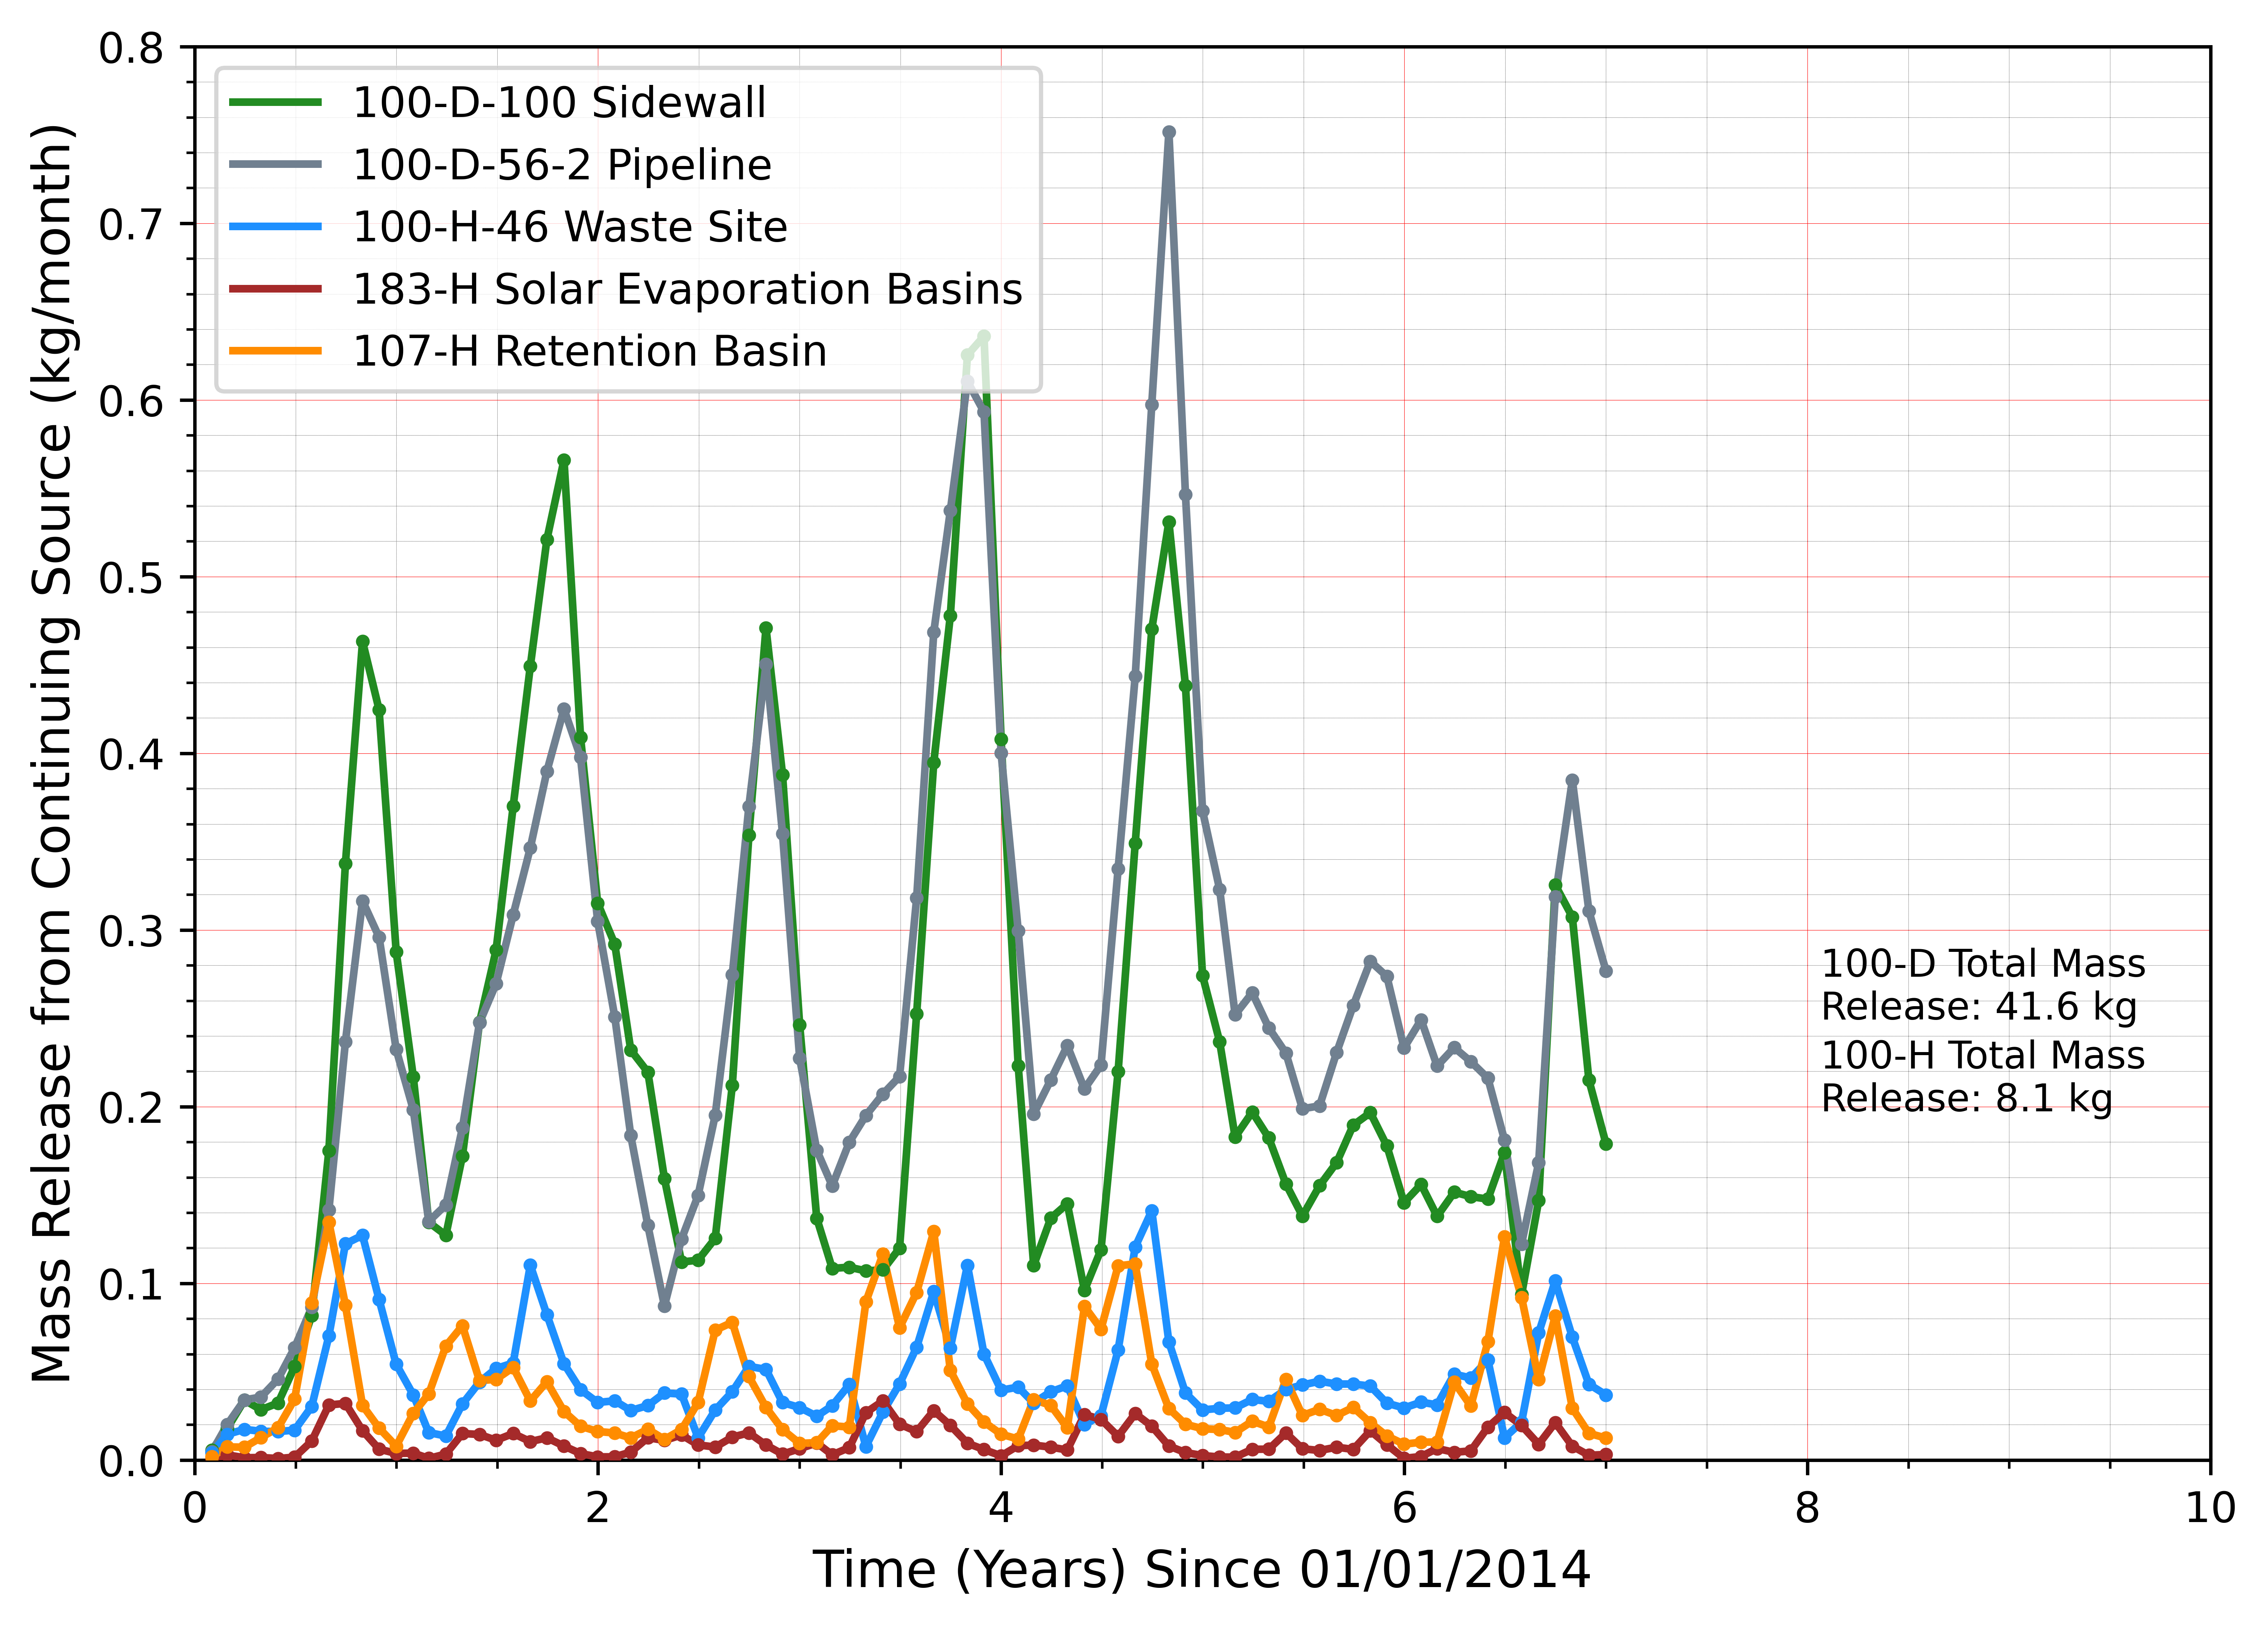 Mass Release from Continuing Source (kg/month)
0.8
0.7
0.6
0.5
0.4
0.3
0.2
0.1
0.0
100-D-100 Sidewall
100-D-56-2 Pipeline
100-H-46 Waste Site
183-H Solar Evaporation Basins
107-H Retention Basin
100-D Total Mass
Release: 41.6 kg
100-H Total Mass
Release: 8.1 kg
0 2 4 6 8 10
Time (Years) Since 01/01/2014